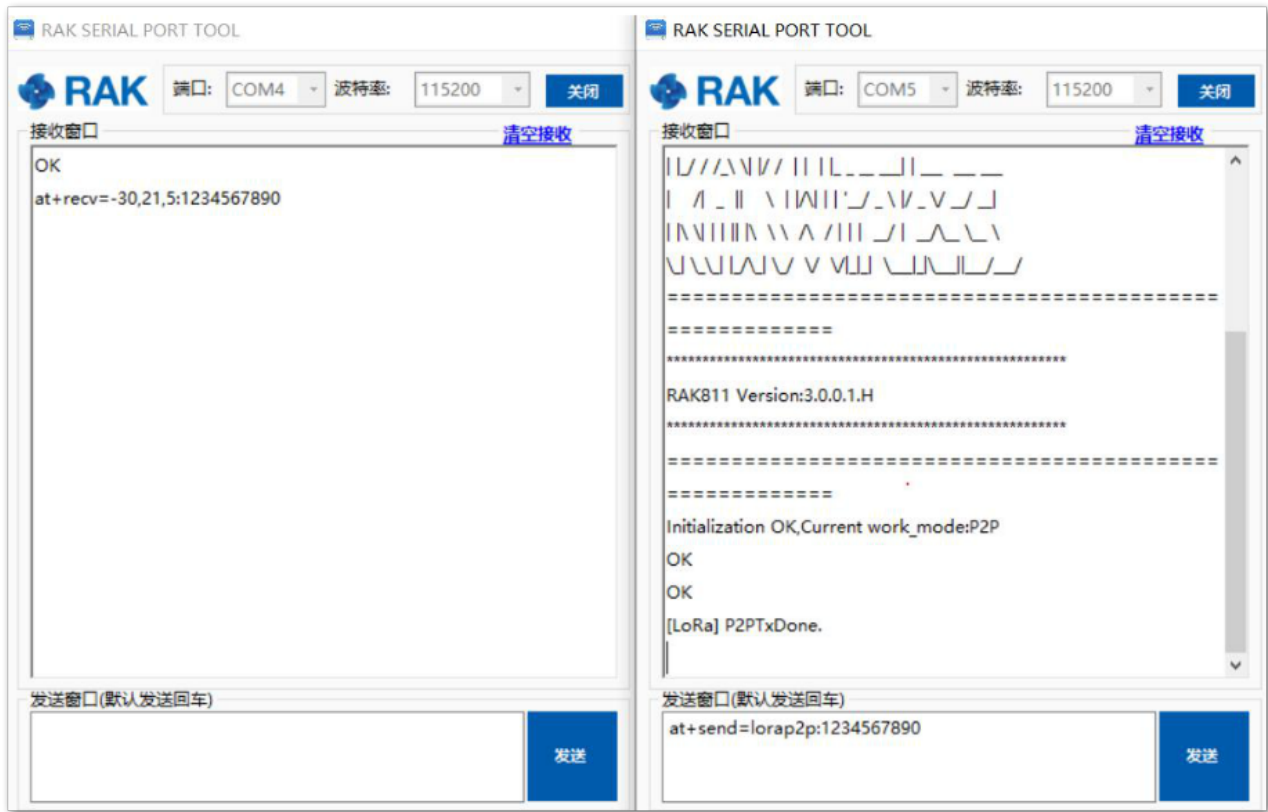 RAK SERIAL PORT TOOL
RAK
端口: COM4 波特率: 115200 关闭
接收窗口 清空接收
OK
at+recv=-30,21,5:1234567890
发送窗口(默认发送回车)
发送
RAK SERIAL PORT TOOL
RAK
端口: COM5 波特率: 115200 关闭
接收窗口 清空接收
===========================================
=============
********************************************************
RAK811 Version:3.0.0.1.H
********************************************************
===========================================
=============
Initialization OK,Current work_mode:P2P
OK
OK
[LoRa] P2PTxDone.
发送窗口(默认发送回车)
at+send=lorap2p:1234567890
发送